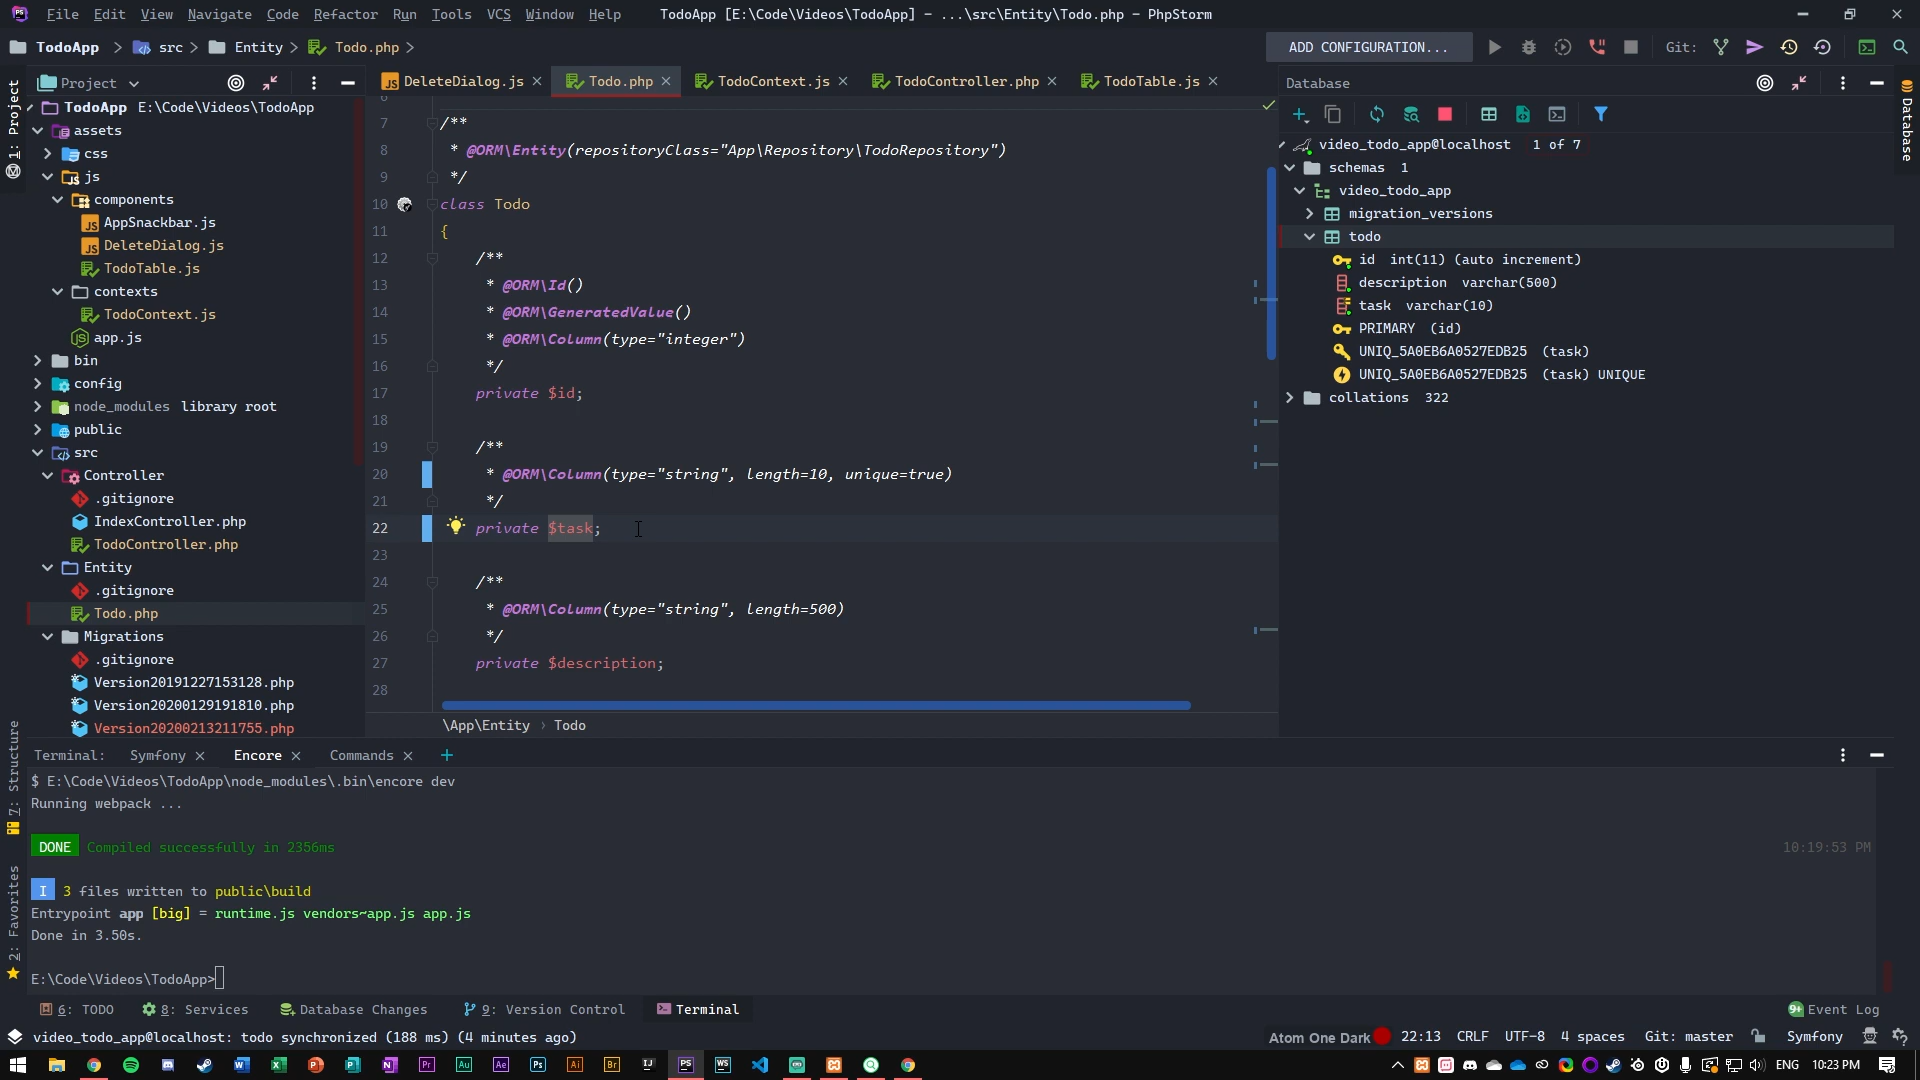 File Edit View Navigate Code Refactor Run Tools VCS Window Help TodoApp [E:\Code\Videos\TodoApp] - ...\src\Entity\Todo.php - PhpStorm
TodoApp src Entity Todo.php ADD CONFIGURATION... Git:
Project
DeleteDialog.js Todo.php TodoContext.js TodoController.php TodoTable.js
Database
1: Project
7: Structure
2: Favorites
Database
TodoApp E:\Code\Videos\TodoApp
assets
css
js
components
AppSnackbar.js
DeleteDialog.js
TodoTable.js
contexts
TodoContext.js
app.js
bin
config
node_modules library root
public
src
Controller
.gitignore
IndexController.php
TodoController.php
Entity
.gitignore
Todo.php
Migrations
.gitignore
Version20191227153128.php
Version20200129191810.php
Version20200213211755.php
6
7 /**
8 * @ORM\Entity(repositoryClass="App\Repository\TodoRepository")
9 */
10 class Todo
11 {
12 /**
13 * @ORM\Id()
14 * @ORM\GeneratedValue()
15 * @ORM\Column(type="integer")
16 */
17 private $id;
18
19 /**
20 * @ORM\Column(type="string", length=10, unique=true)
21 */
22 private $task;
23
24 /**
25 * @ORM\Column(type="string", length=500)
26 */
27 private $description;
28
\App\Entity › Todo
video_todo_app@localhost 1 of 7
schemas 1
video_todo_app
migration_versions
todo
id int(11) (auto increment)
description varchar(500)
task varchar(10)
PRIMARY (id)
UNIQ_5A0EB6A0527EDB25 (task)
UNIQ_5A0EB6A0527EDB25 (task) UNIQUE
collations 322
Terminal: Symfony Encore Commands
$ E:\Code\Videos\TodoApp\node_modules\.bin\encore dev
Running webpack ...
DONE Compiled successfully in 2356ms 10:19:53 PM
I 3 files written to public\build
Entrypoint app [big] = runtime.js vendors~app.js app.js
Done in 3.50s.
E:\Code\Videos\TodoApp>
6: TODO 8: Services Database Changes 9: Version Control Terminal 9+ Event Log
video_todo_app@localhost: todo synchronized (188 ms) (4 minutes ago) Atom One Dark 22:13 CRLF UTF-8 4 spaces Git: master Symfony
ENG 10:23 PM